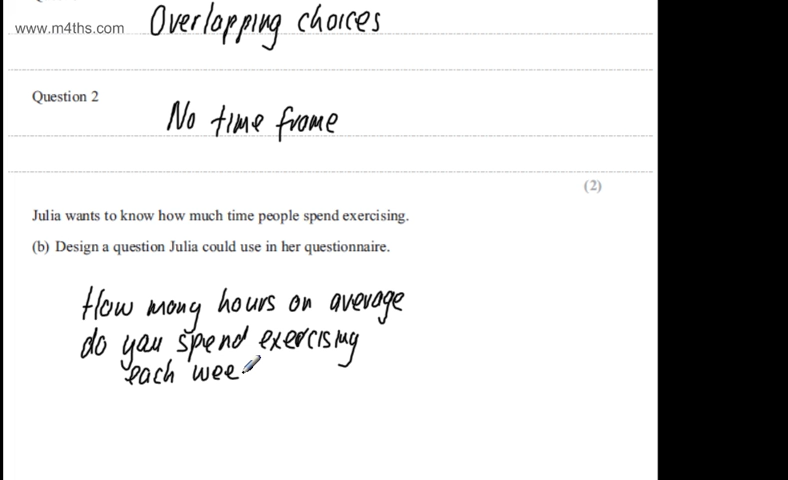 www.m4ths.com Overlapping choices
Question 2
No time frame
(2)
Julia wants to know how much time people spend exercising.
(b) Design a question Julia could use in her questionnaire.
How many hours on average
do you spend exercising
each wee